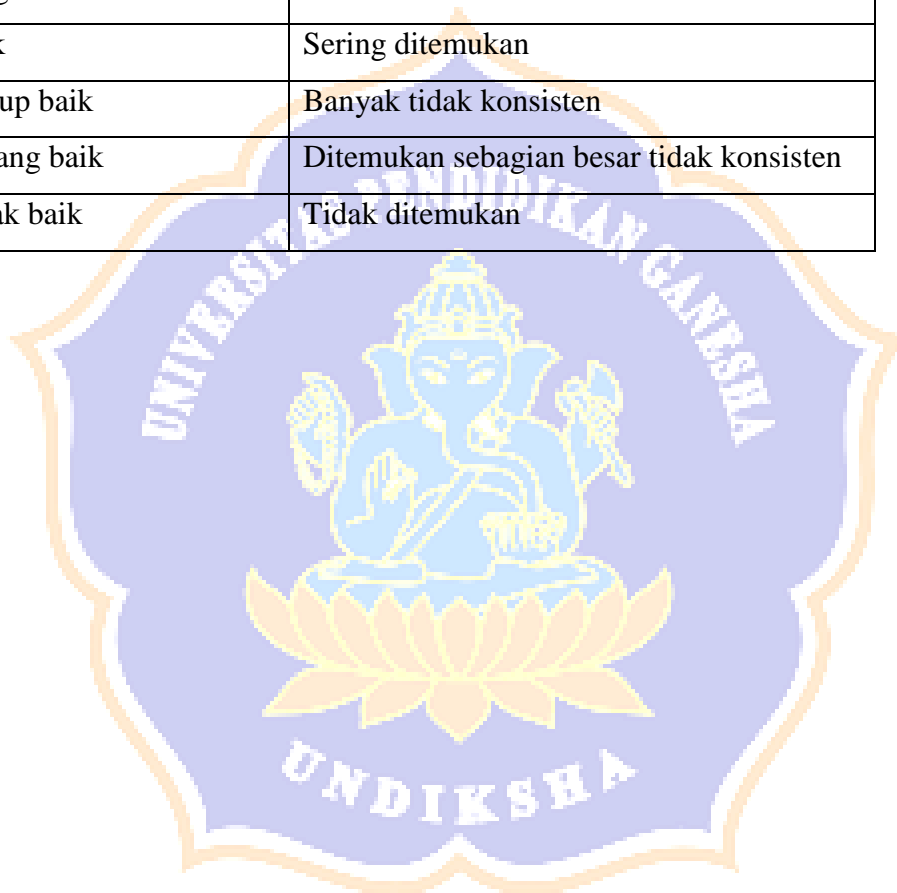 k Sering ditemukan
up baik Banyak tidak konsisten
ang baik Ditemukan sebagian besar tidak konsisten
ak baik Tidak ditemukan
UNIVERSITAS PENDIDIKAN GANESHA
UNDIKSHA